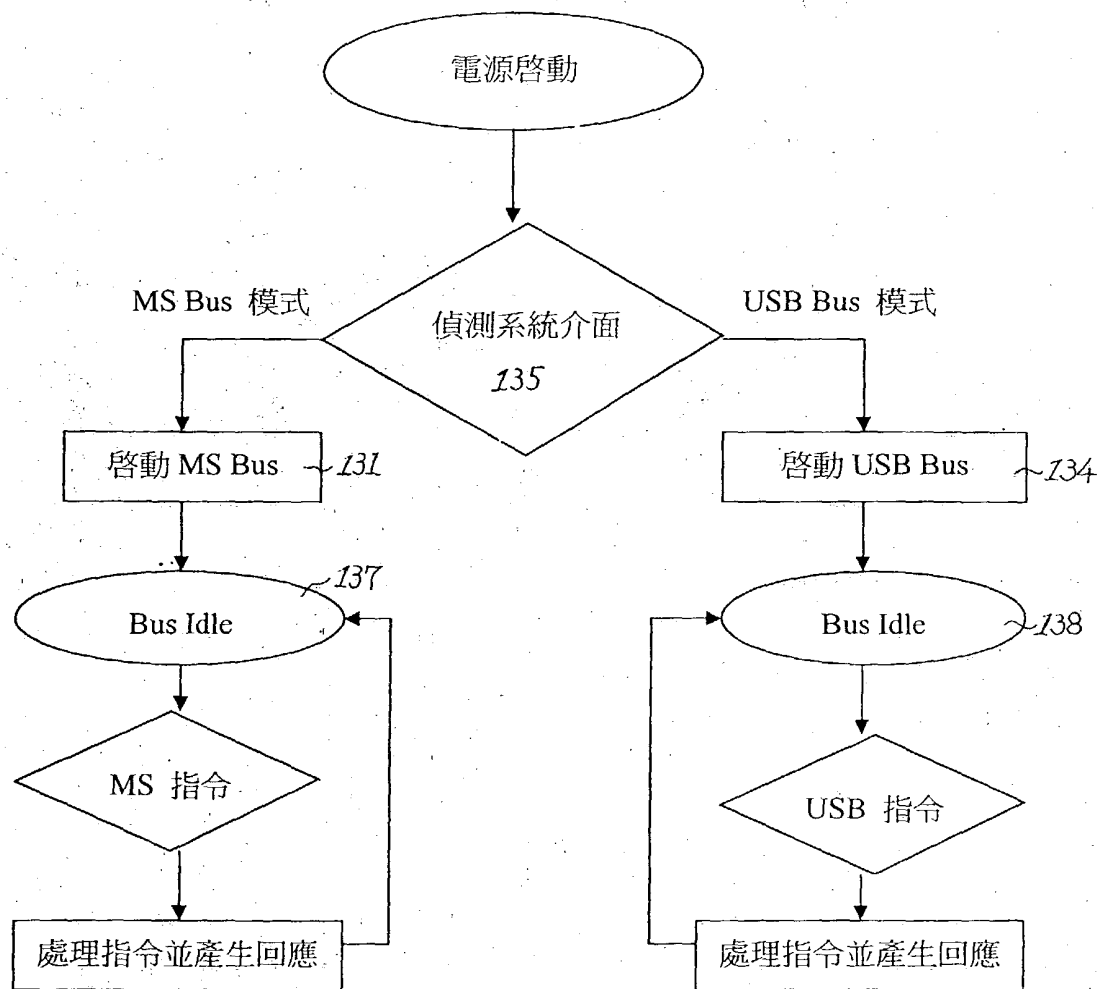 電源啓動
MS Bus 模式
USB Bus 模式
偵測系統介面
135
啓動 MS Bus
131
啓動 USB Bus
134
137
Bus Idle
Bus Idle
138
MS 指令
USB 指令
處理指令並產生回應
處理指令並產生回應